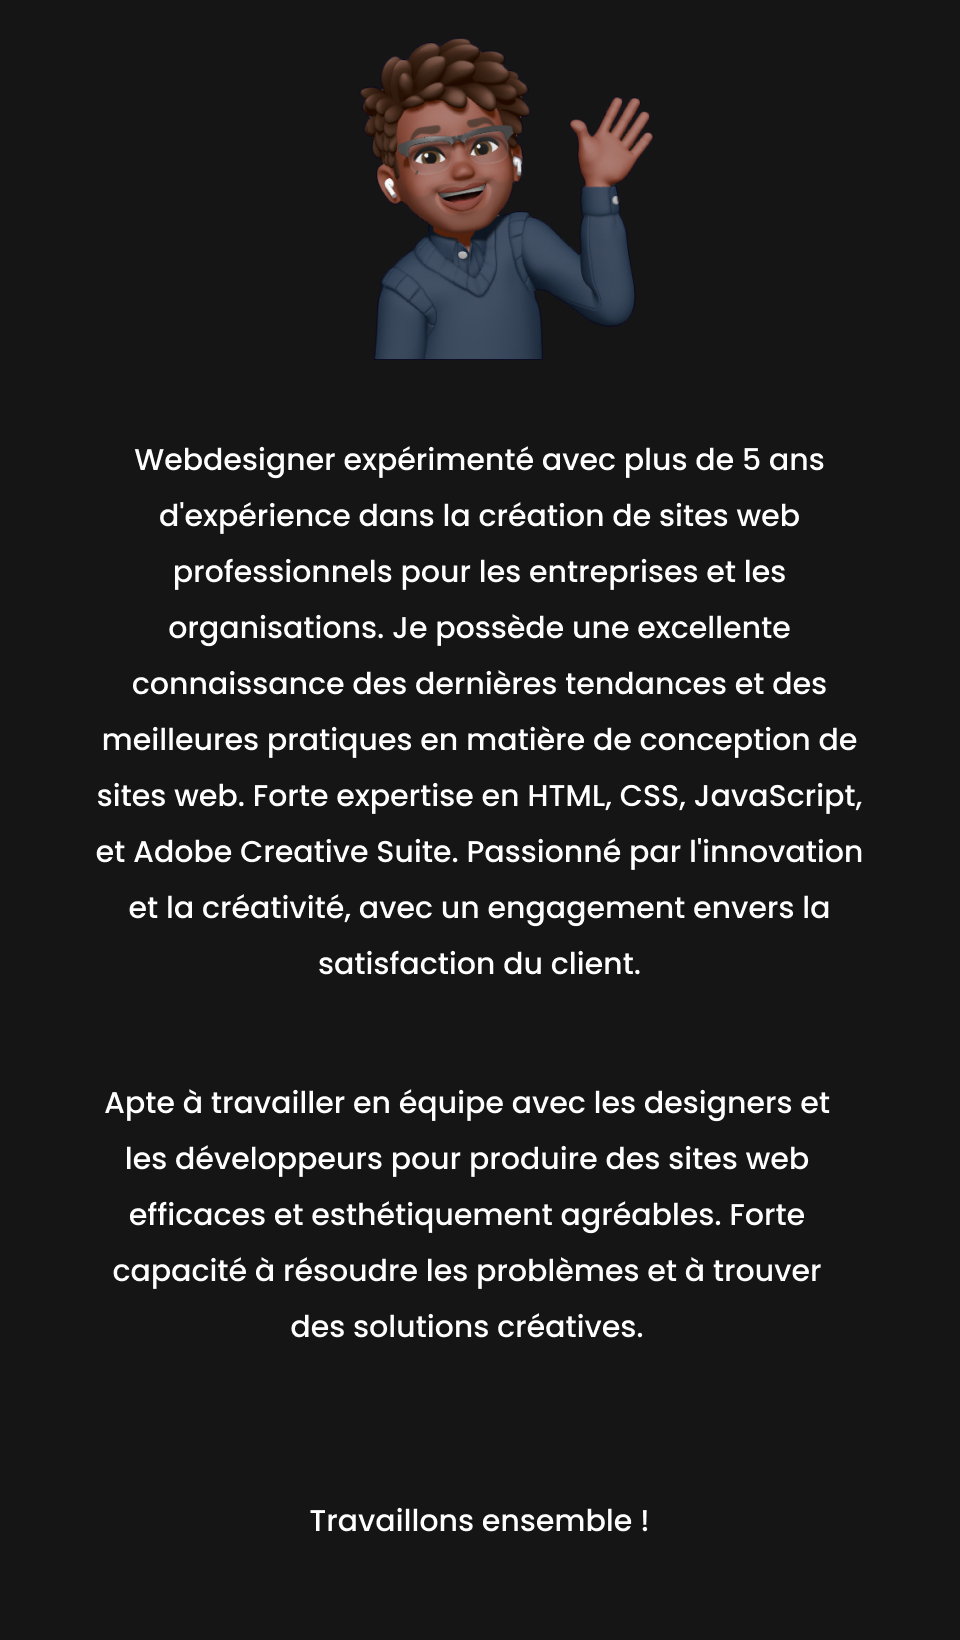 Webdesigner expérimenté avec plus de 5 ans
d'expérience dans la création de sites web
professionnels pour les entreprises et les
organisations. Je possède une excellente
connaissance des dernières tendances et des
meilleures pratiques en matière de conception de
sites web. Forte expertise en HTML, CSS, JavaScript,
et Adobe Creative Suite. Passionné par l'innovation
et la créativité, avec un engagement envers la
satisfaction du client.
Apte à travailler en équipe avec les designers et
les développeurs pour produire des sites web
efficaces et esthétiquement agréables. Forte
capacité à résoudre les problèmes et à trouver
des solutions créatives.
Travaillons ensemble !